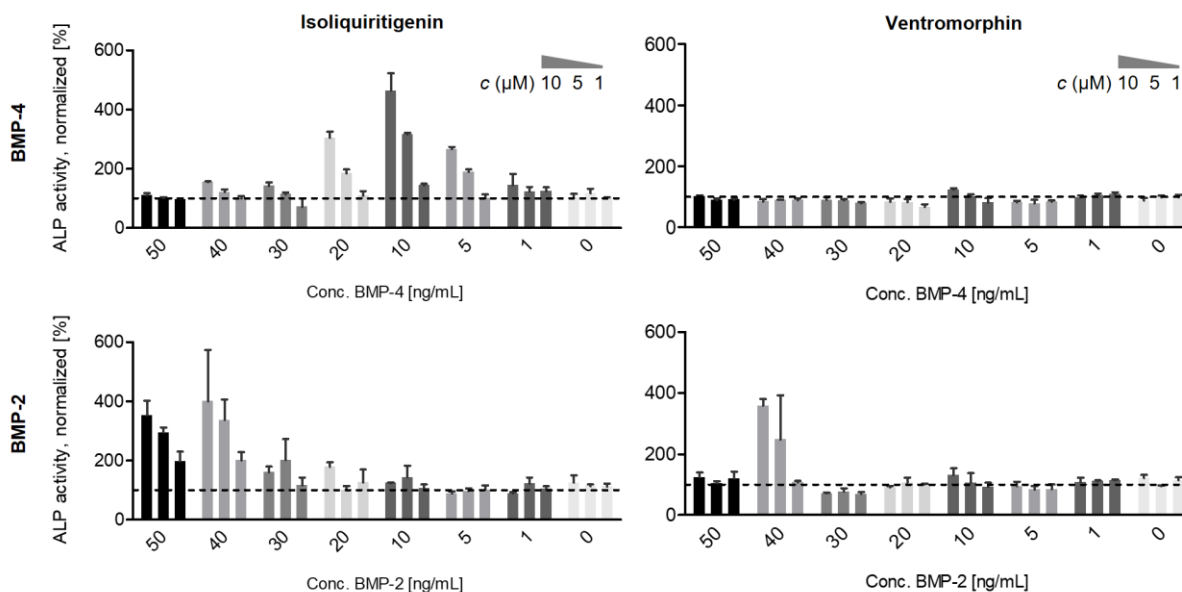 Isoliquiritigenin
Ventromorphin
BMP-4
ALP activity, normalized [%]
600
400
200
0
c (µM) 10 5 1
50 40 30 20 10 5 1 0
Conc. BMP-4 [ng/mL]
600
400
200
0
c (µM) 10 5 1
50 40 30 20 10 5 1 0
Conc. BMP-4 [ng/mL]
BMP-2
ALP activity, normalized [%]
600
400
200
0
50 40 30 20 10 5 1 0
Conc. BMP-2 [ng/mL]
600
400
200
0
50 40 30 20 10 5 1 0
Conc. BMP-2 [ng/mL]